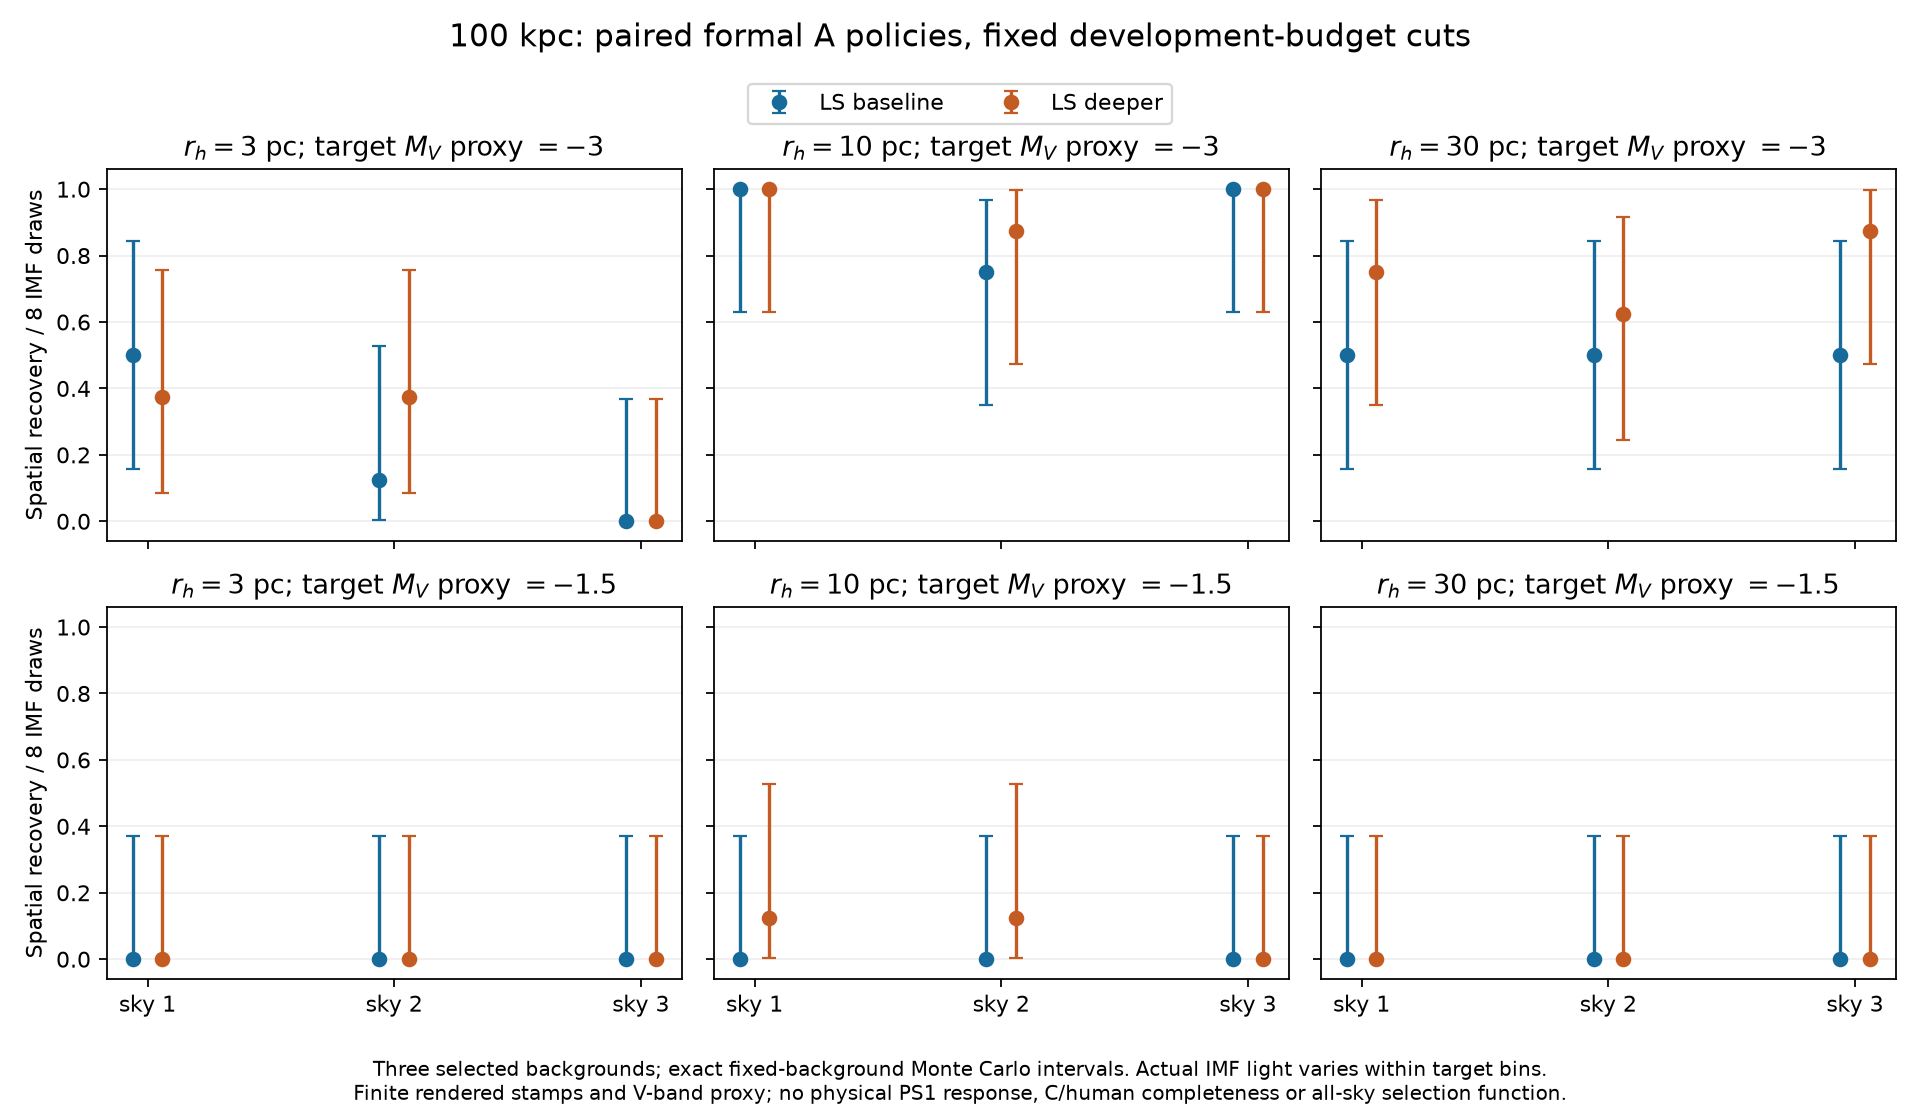 100 kpc: paired formal A policies, fixed development-budget cuts
LS baseline LS deeper
r_h = 3 pc; target M_V proxy = −3
r_h = 10 pc; target M_V proxy = −3
r_h = 30 pc; target M_V proxy = −3
Spatial recovery / 8 IMF draws
1.0
0.8
0.6
0.4
0.2
0.0
r_h = 3 pc; target M_V proxy = −1.5
r_h = 10 pc; target M_V proxy = −1.5
r_h = 30 pc; target M_V proxy = −1.5
Spatial recovery / 8 IMF draws
1.0
0.8
0.6
0.4
0.2
0.0
sky 1 sky 2 sky 3
sky 1 sky 2 sky 3
sky 1 sky 2 sky 3
Three selected backgrounds; exact fixed-background Monte Carlo intervals. Actual IMF light varies within target bins.
Finite rendered stamps and V-band proxy; no physical PS1 response, C/human completeness or all-sky selection function.